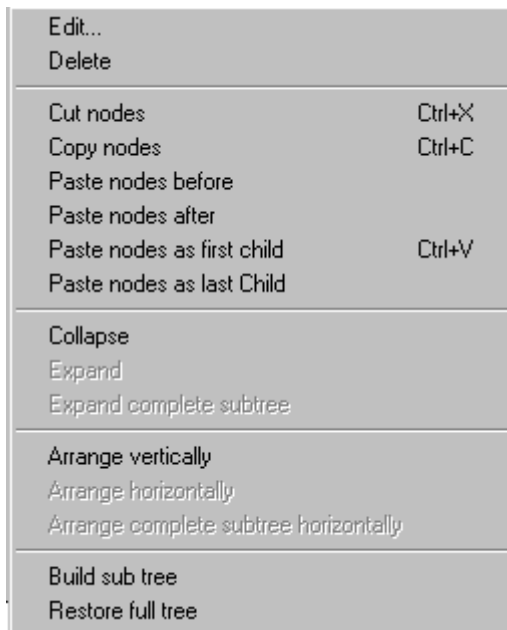 Edit...
Delete
Cut nodes Ctrl+X
Copy nodes Ctrl+C
Paste nodes before
Paste nodes after
Paste nodes as first child Ctrl+V
Paste nodes as last Child
Collapse
Expand
Expand complete subtree
Arrange vertically
Arrange horizontally
Arrange complete subtree horizontally
Build sub tree
Restore full tree